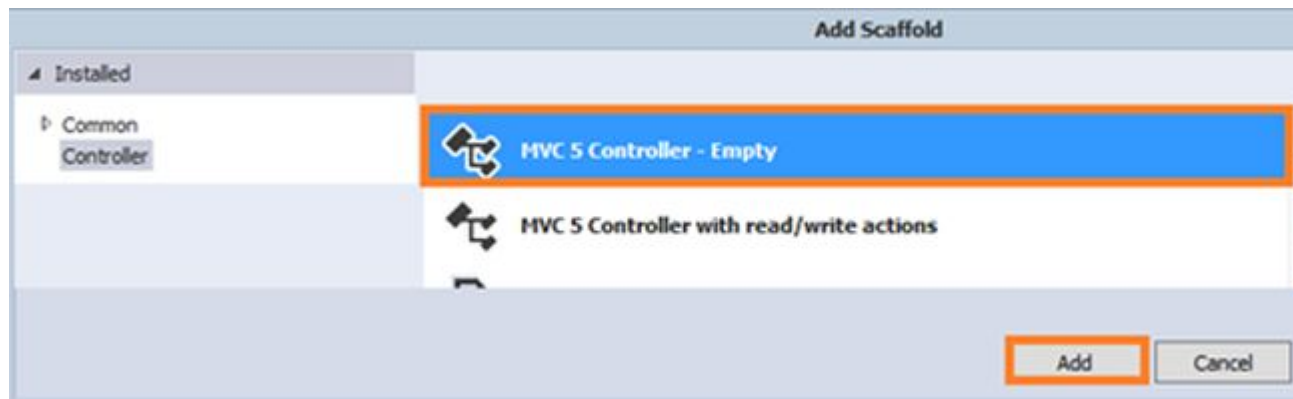 Add Scaffold
Installed
Common
Controller
MVC 5 Controller - Empty
MVC 5 Controller with read/write actions
Add
Cancel